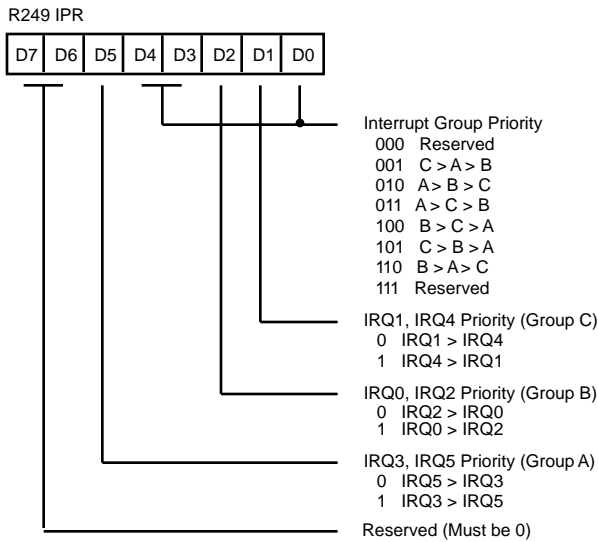 R249 IPR
D7 D6 D5 D4 D3 D2 D1 D0
Interrupt Group Priority
000 Reserved
001 C > A > B
010 A> B > C
011 A > C > B
100 B > C > A
101 C > B > A
110 B > A> C
111 Reserved
IRQ1, IRQ4 Priority (Group C)
0 IRQ1 > IRQ4
1 IRQ4 > IRQ1
IRQ0, IRQ2 Priority (Group B)
0 IRQ2 > IRQ0
1 IRQ0 > IRQ2
IRQ3, IRQ5 Priority (Group A)
0 IRQ5 > IRQ3
1 IRQ3 > IRQ5
Reserved (Must be 0)